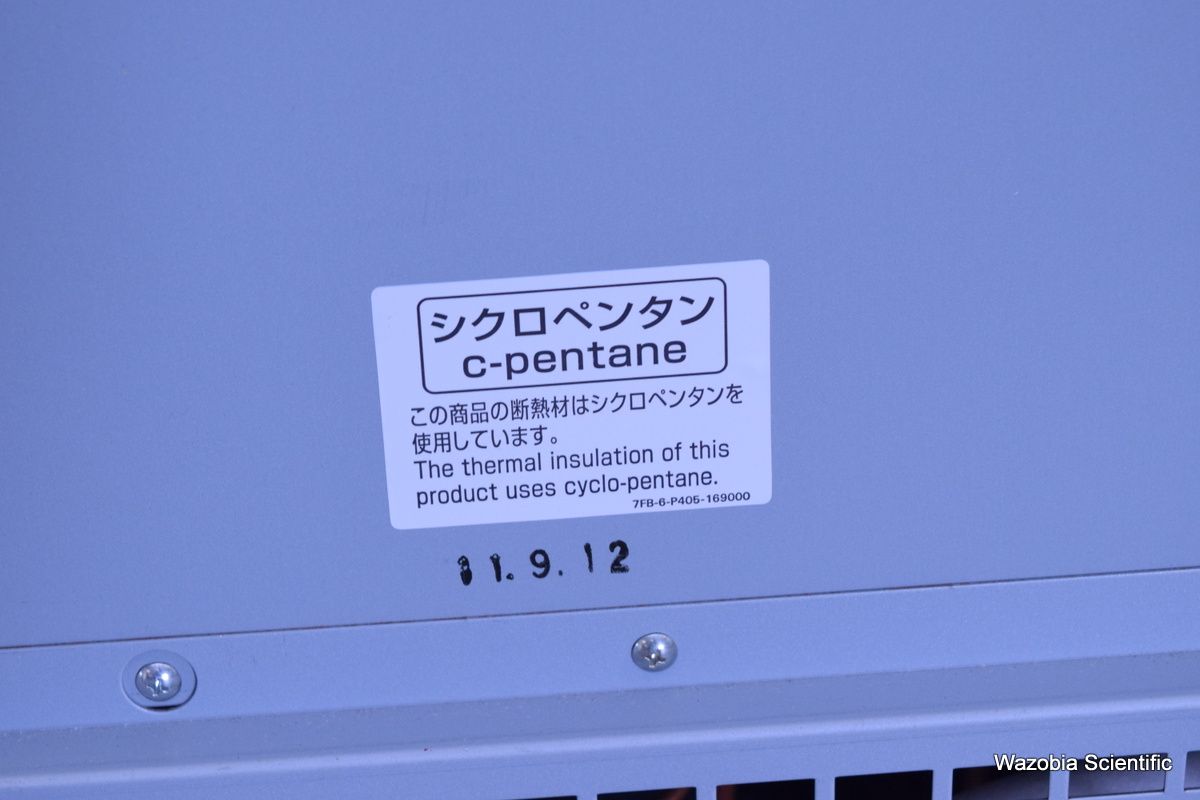 シクロペンタン
c-pentane
この商品の断熱材はシクロペンタンを
使用しています。
The thermal insulation of this
product uses cyclo-pentane.
7FB-6-P405-169000
11.9.12
Wazobia Scientific